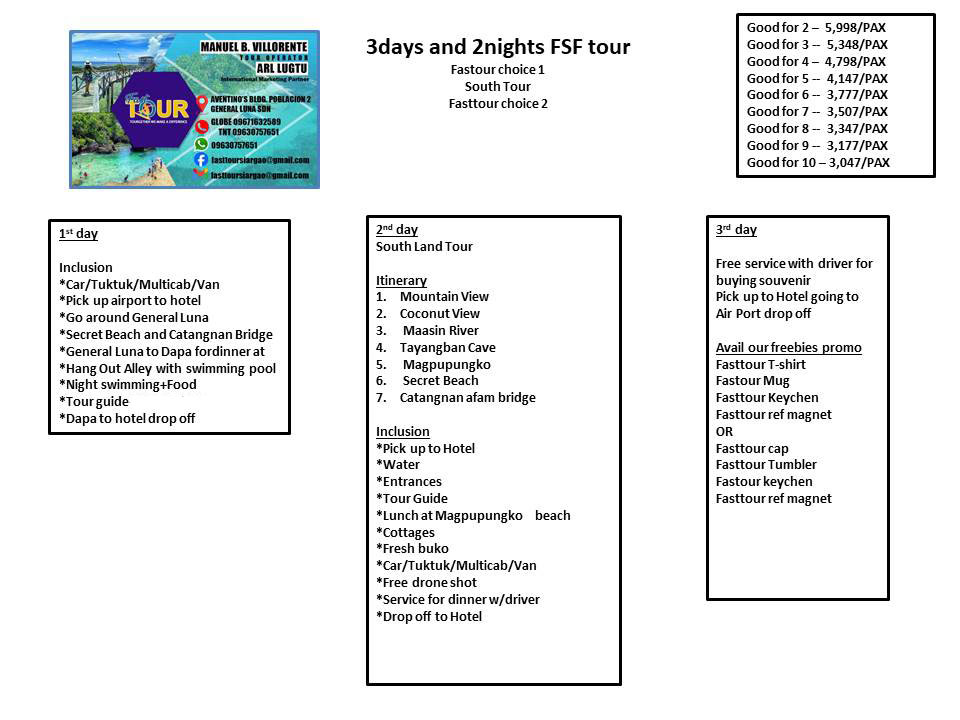 MANUEL B. VILLORENTE
TOUR OPERATOR
ARL LUGTU
International Marketing Partner
TOUR
AVENTINO'S BLDG. POBLACION 2
GENERAL LUNA SDN
GLOBE 09671632589
TNT 09630757651
09630757651
fasttoursiargao@gmail.com
fasttoursiargao@gmail.com
3days and 2nights FSF tour
Fastour choice 1
South Tour
Fasttour choice 2
Good for 2 – 5,998/PAX
Good for 3 -- 5,348/PAX
Good for 4 – 4,798/PAX
Good for 5 -- 4,147/PAX
Good for 6 -- 3,777/PAX
Good for 7 -- 3,507/PAX
Good for 8 -- 3,347/PAX
Good for 9 -- 3,177/PAX
Good for 10 – 3,047/PAX
1st day
Inclusion
*Car/Tuktuk/Multicab/Van
*Pick up airport to hotel
*Go around General Luna
*Secret Beach and Catangnan Bridge
*General Luna to Dapa fordinner at
*Hang Out Alley with swimming pool
*Night swimming+Food
*Tour guide
*Dapa to hotel drop off
2nd day
South Land Tour
Itinerary
1. Mountain View
2. Coconut View
3. Maasin River
4. Tayangban Cave
5. Magpupungko
6. Secret Beach
7. Catangnan afam bridge
Inclusion
*Pick up to Hotel
*Water
*Entrances
*Tour Guide
*Lunch at Magpupungko beach
*Cottages
*Fresh buko
*Car/Tuktuk/Multicab/Van
*Free drone shot
*Service for dinner w/driver
*Drop off to Hotel
3rd day
Free service with driver for
buying souvenir
Pick up to Hotel going to
Air Port drop off
Avail our freebies promo
Fasttour T-shirt
Fastour Mug
Fasttour Keychen
Fasttour ref magnet
OR
Fasttour cap
Fasttour Tumbler
Fastour keychen
Fasttour ref magnet